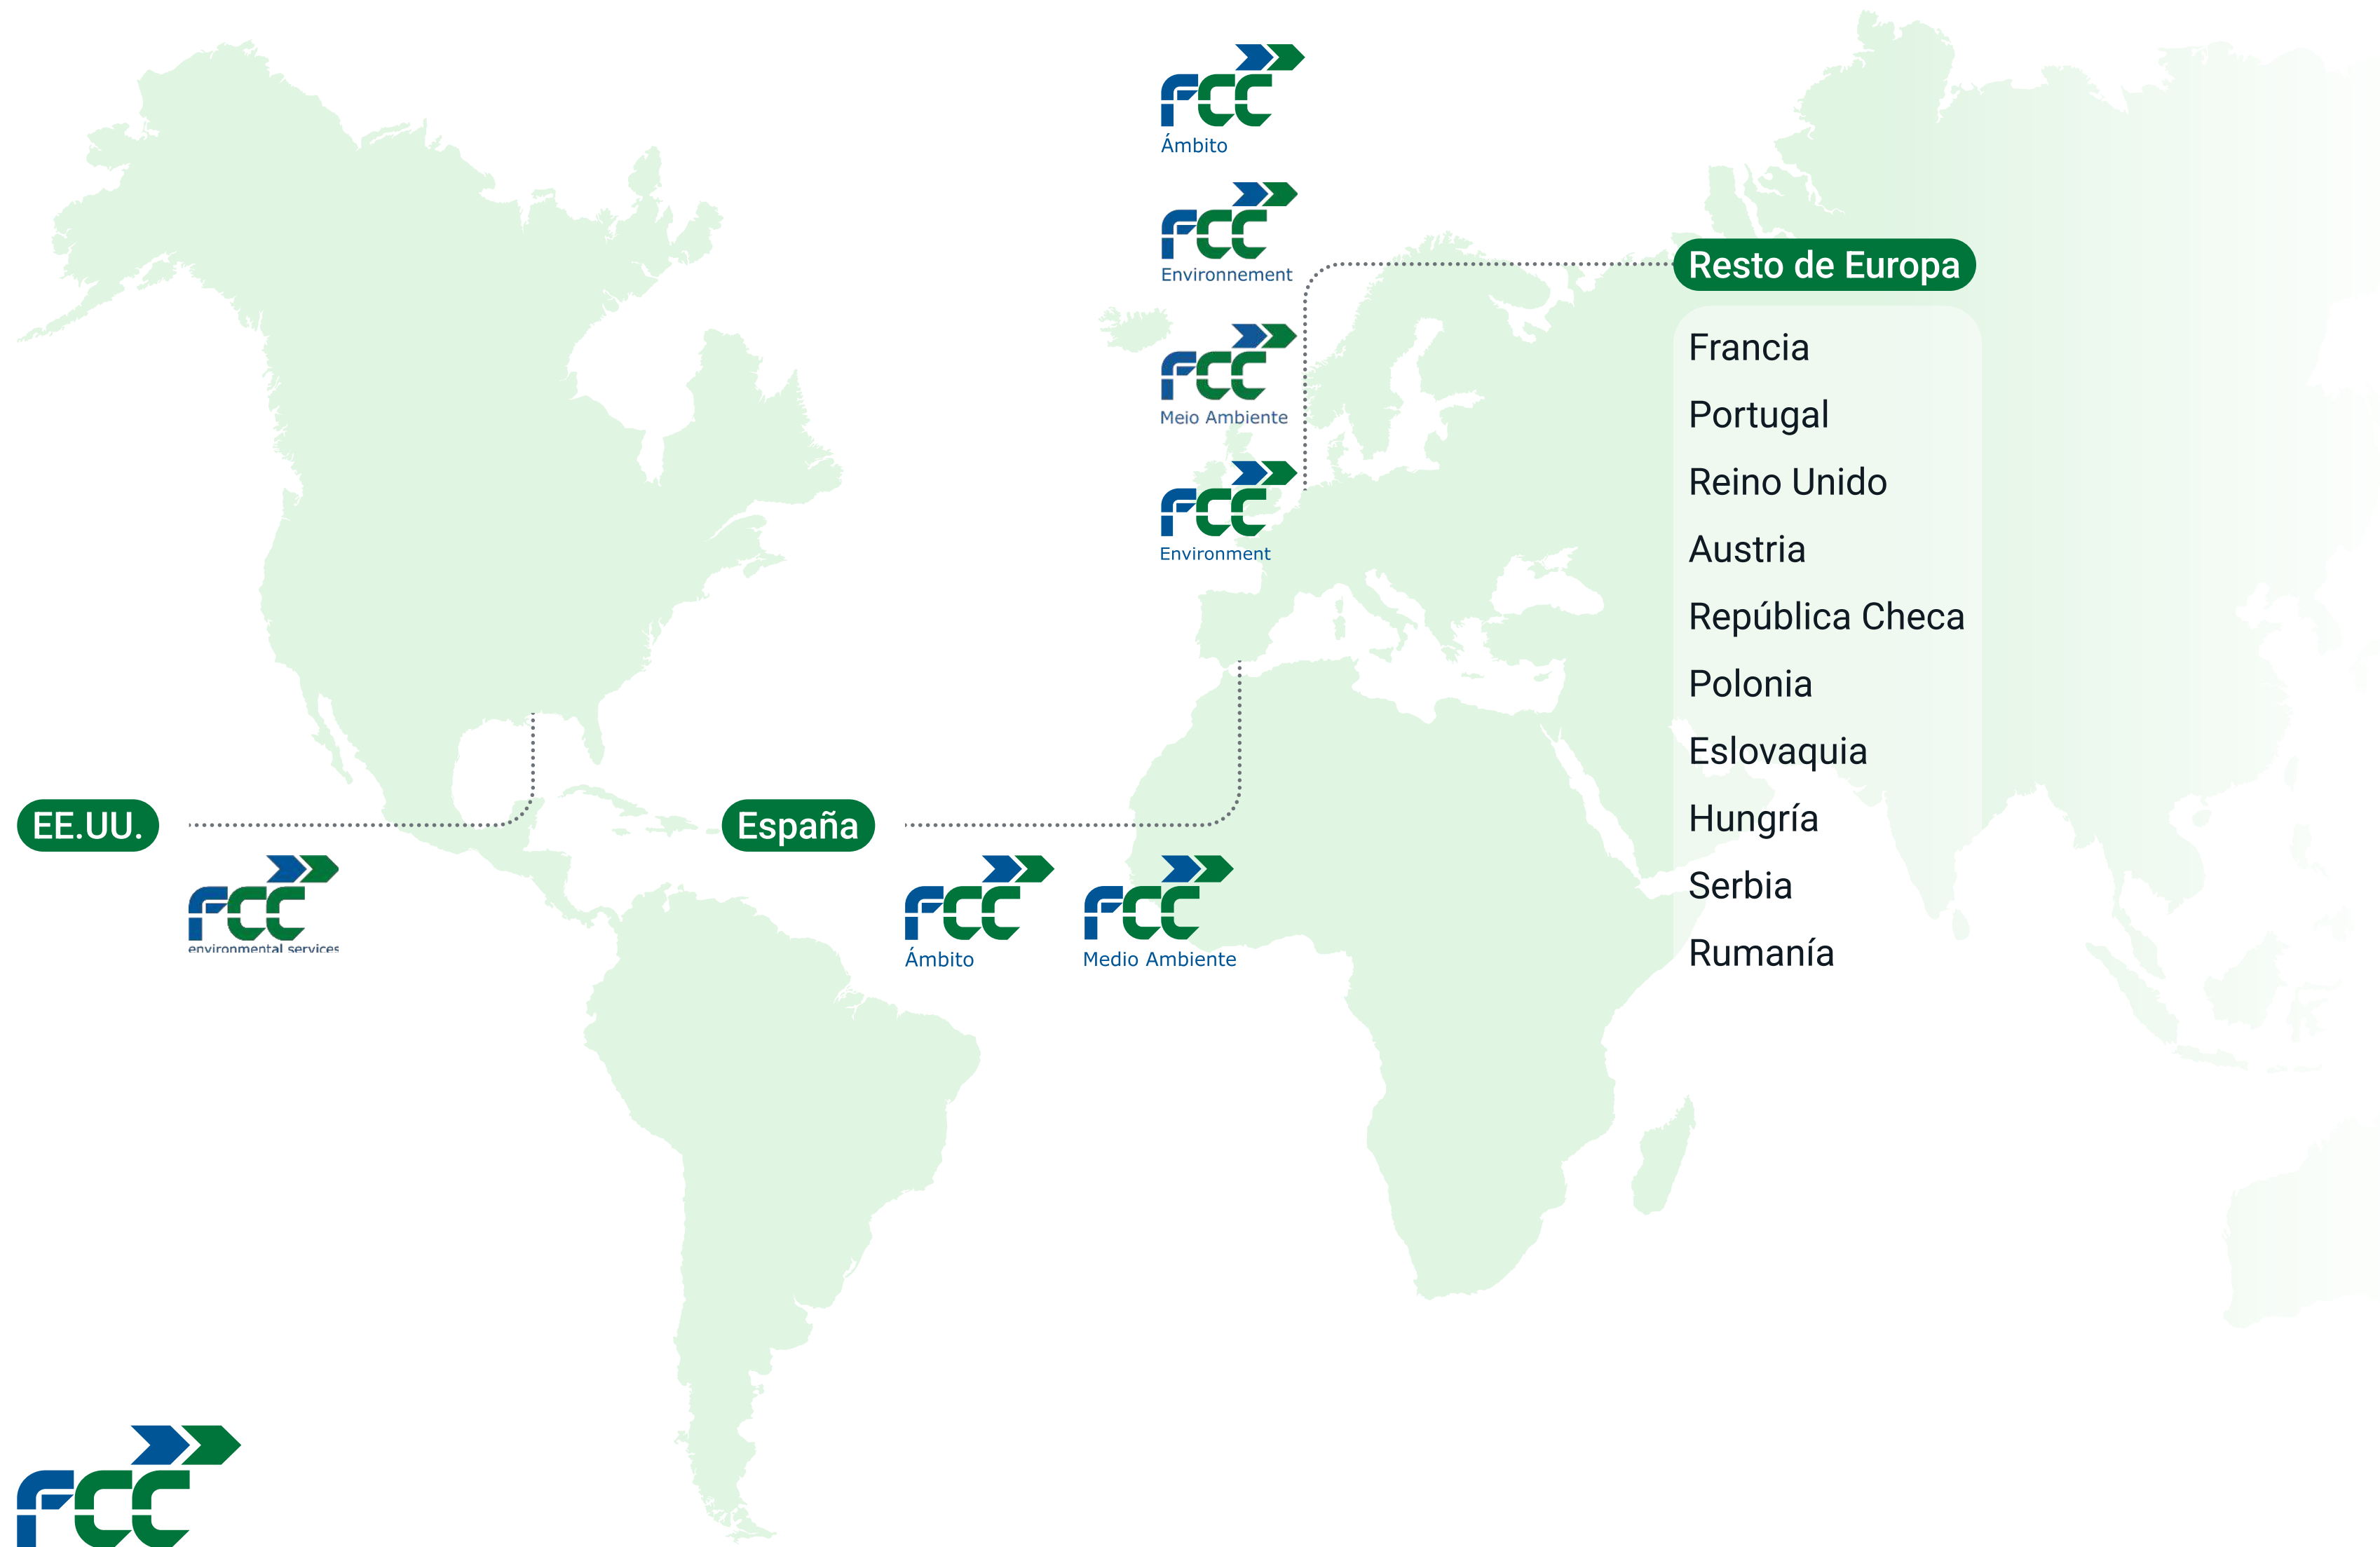 FCC
Ámbito
FCC
Environnement
FCC
Meio Ambiente
FCC
Environment
Resto de Europa
Francia
Portugal
Reino Unido
Austria
República Checa
Polonia
Eslovaquia
Hungría
Serbia
Rumanía
EE.UU.
FCC
environmental services
España
FCC
Ámbito
FCC
Medio Ambiente
FCC